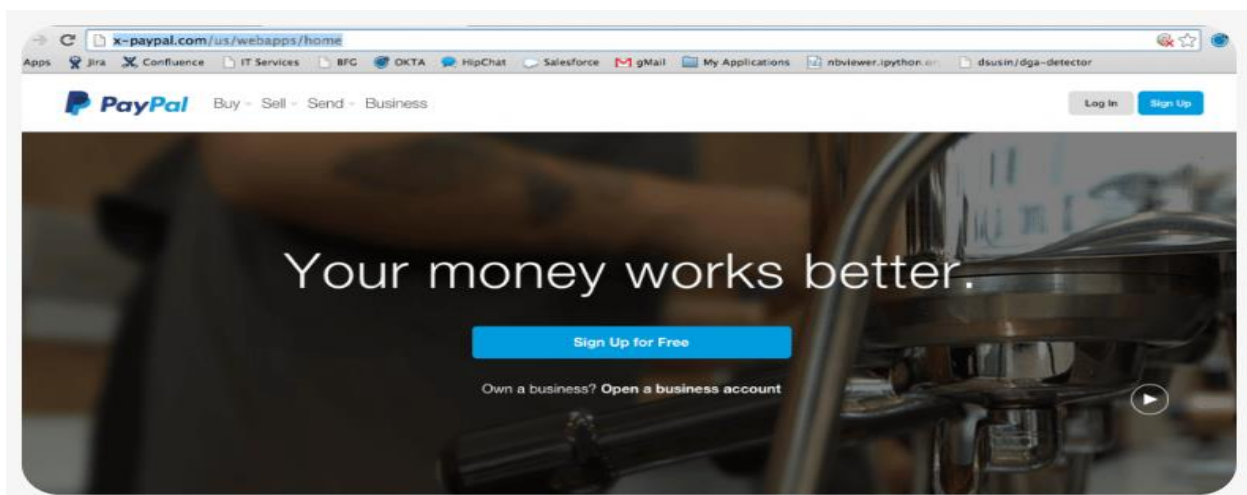 x-paypal.com/us/webapps/home
Apps Jira Confluence IT Services BFG OKTA HipChat Salesforce gMail My Applications nbviewer.ipython.or dsusin/dga-detector
PayPal Buy Sell Send Business Log In Sign Up
Your money works better.
Sign Up for Free
Own a business? Open a business account